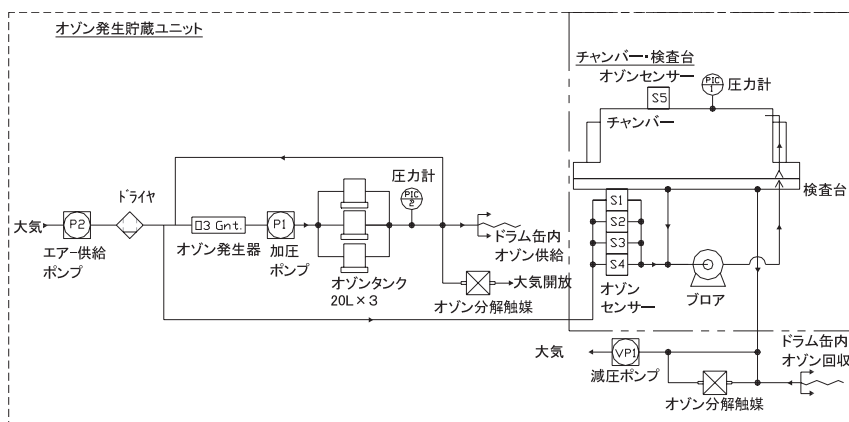 オゾン発生貯蔵ユニット
チャンバー・検査台
オゾンセンサー
S5
PIC
1
圧力計
チャンバー
検査台
大気
P2
エアー供給
ポンプ
ドライヤ
O3 Gnt.
オゾン発生器
P1
加圧
ポンプ
オゾンタンク
20L×3
圧力計
PIC
2
ドラム缶内
オゾン供給
大気開放
オゾン分解触媒
S1
S2
S3
S4
オゾン
センサー
ブロア
大気
VP1
減圧ポンプ
オゾン分解触媒
ドラム缶内
オゾン回収